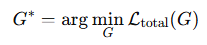 G* = arg min_G L_total(G)